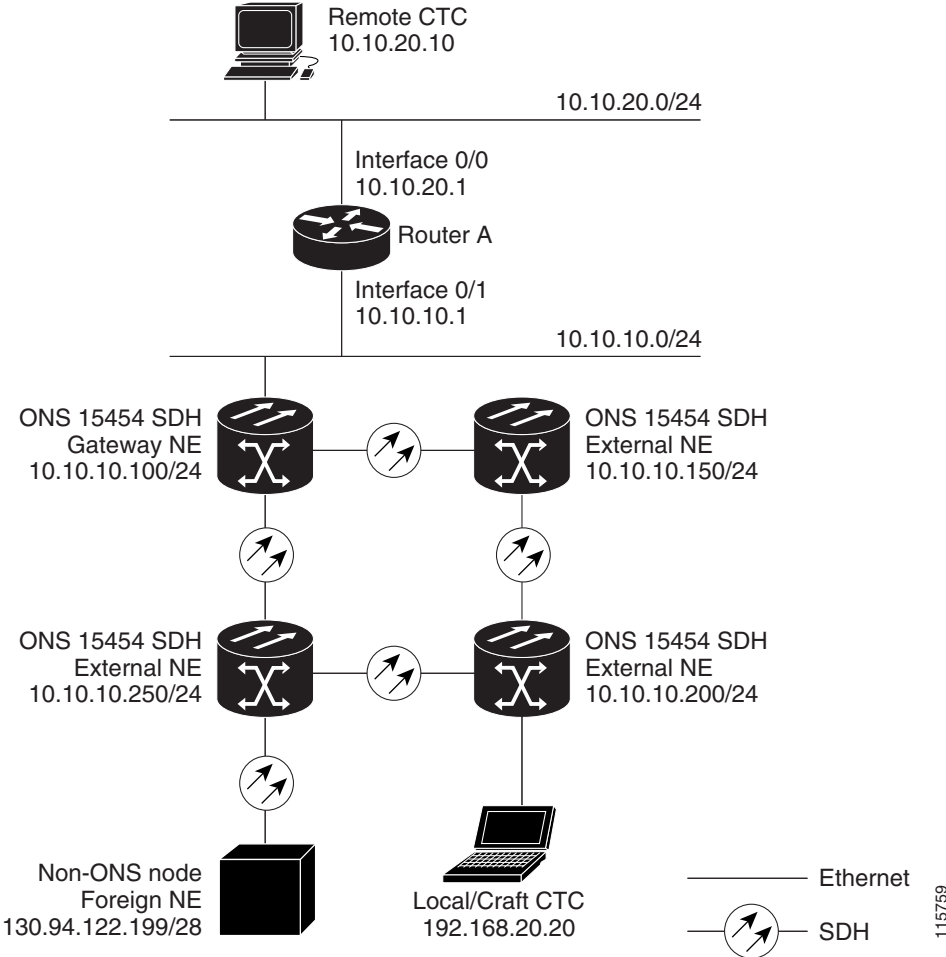 Remote CTC
10.10.20.10
10.10.20.0/24
Interface 0/0
10.10.20.1
Router A
Interface 0/1
10.10.10.1
10.10.10.0/24
ONS 15454 SDH
Gateway NE
10.10.10.100/24
ONS 15454 SDH
External NE
10.10.10.150/24
ONS 15454 SDH
External NE
10.10.10.250/24
ONS 15454 SDH
External NE
10.10.10.200/24
Non-ONS node
Foreign NE
130.94.122.199/28
Local/Craft CTC
192.168.20.20
Ethernet
SDH
115759